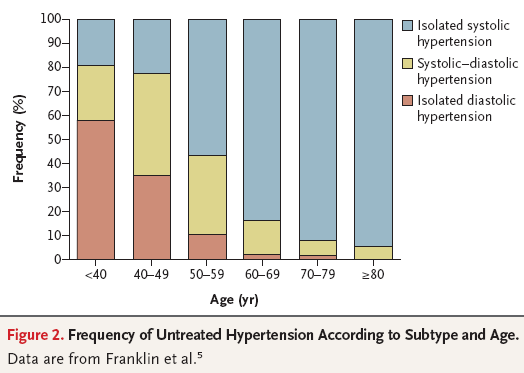 100
90
80
70
60
50
40
30
20
10
0
Frequency (%)
<40
40–49
50–59
60–69
70–79
≥80
Age (yr)
Isolated systolic
hypertension
Systolic–diastolic
hypertension
Isolated diastolic
hypertension
Figure 2. Frequency of Untreated Hypertension According to Subtype and Age.
Data are from Franklin et al.⁵